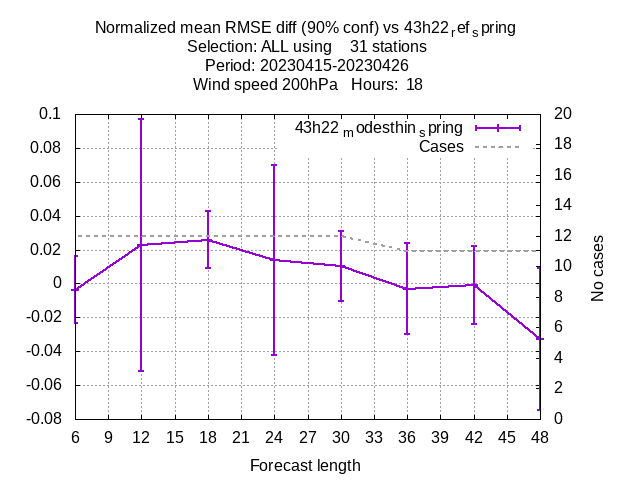 Normalized mean RMSE diff (90% conf) vs 43h22refspring
Selection: ALL using 31 stations
Period: 20230415-20230426
Wind speed 200hPa Hours: 18
0.1
0.08
0.06
0.04
0.02
0
-0.02
-0.04
-0.06
-0.08
20
18
16
14
12
10
8
6
4
2
0
43h22modesthinspring
Cases
No cases
6 9 12 15 18 21 24 27 30 33 36 39 42 45 48
Forecast length